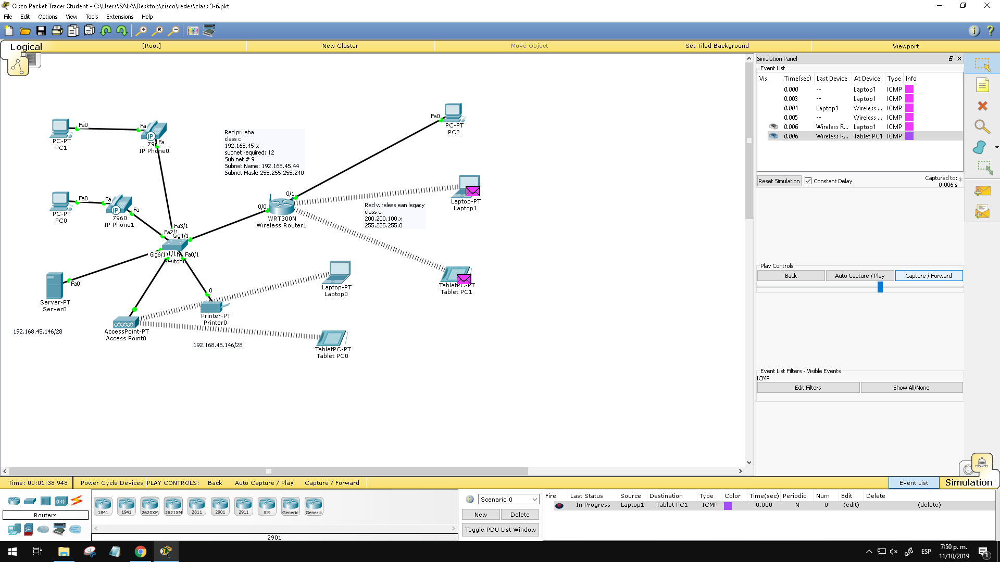 Cisco Packet Tracer Student - C:\Users\SALA\Desktop\cisco\redes\class 3-6.pkt
File Edit Options View Tools Extensions Help
Logical [Root] New Cluster Move Object Set Tiled Background Viewport
Fa0
PC-PT
PC1
Fa
IP
79
Fa
IP Phone0
Red prueba
class c
192.168.45.x
subnet required: 12
Sub net # 9
Subnet Name: 192.168.45.44
Subnet Mask: 255.255.255.240
Fa0
PC-PT
PC2
Fa0
PC-PT
PC0
Fa
IP
Fa
7960
IP Phone1
0/1
0/0
WRT300N
Wireless Router1
Red wireless ean legacy
class c
200.200.100.x
255.225.255.0
Laptop-PT
Laptop1
Fa3/1
Gig4/1
Gig6/1
Fa0/1
Fa0
Server-PT
Server0
192.168.45.146/28
0
Printer-PT
Printer0
AccessPoint-PT
Access Point0
192.168.45.146/28
Laptop-PT
Laptop0
TabletPC-PT
Tablet PC0
TabletPC-PT
Tablet PC1
Simulation Panel
Event List
Vis. Time(sec) Last Device At Device Type Info
0.000 -- Laptop1 ICMP
0.003 -- Laptop1 ICMP
0.004 Laptop1 Wireless ... ICMP
0.005 -- Wireless ... ICMP
0.006 Wireless R... Laptop1 ICMP
0.006 Wireless R... Tablet PC1 ICMP
Reset Simulation Constant Delay Captured to: *
0.006 s
Play Controls
Back Auto Capture / Play Capture / Forward
Event List Filters - Visible Events
ICMP
Edit Filters Show All/None
Time: 00:01:38.948 Power Cycle Devices PLAY CONTROLS: Back Auto Capture / Play Capture / Forward Event List Simulation
Routers
1841 1941 2620XM 2621XM 2811 2901 2911 819 Generic Generic
2901
Scenario 0
New Delete
Toggle PDU List Window
Fire Last Status Source Destination Type Color Time(sec) Periodic Num Edit Delete
In Progress Laptop1 Tablet PC1 ICMP 0.000 N 0 (edit) (delete)
ESP
7:50 p. m.
11/10/2019
1